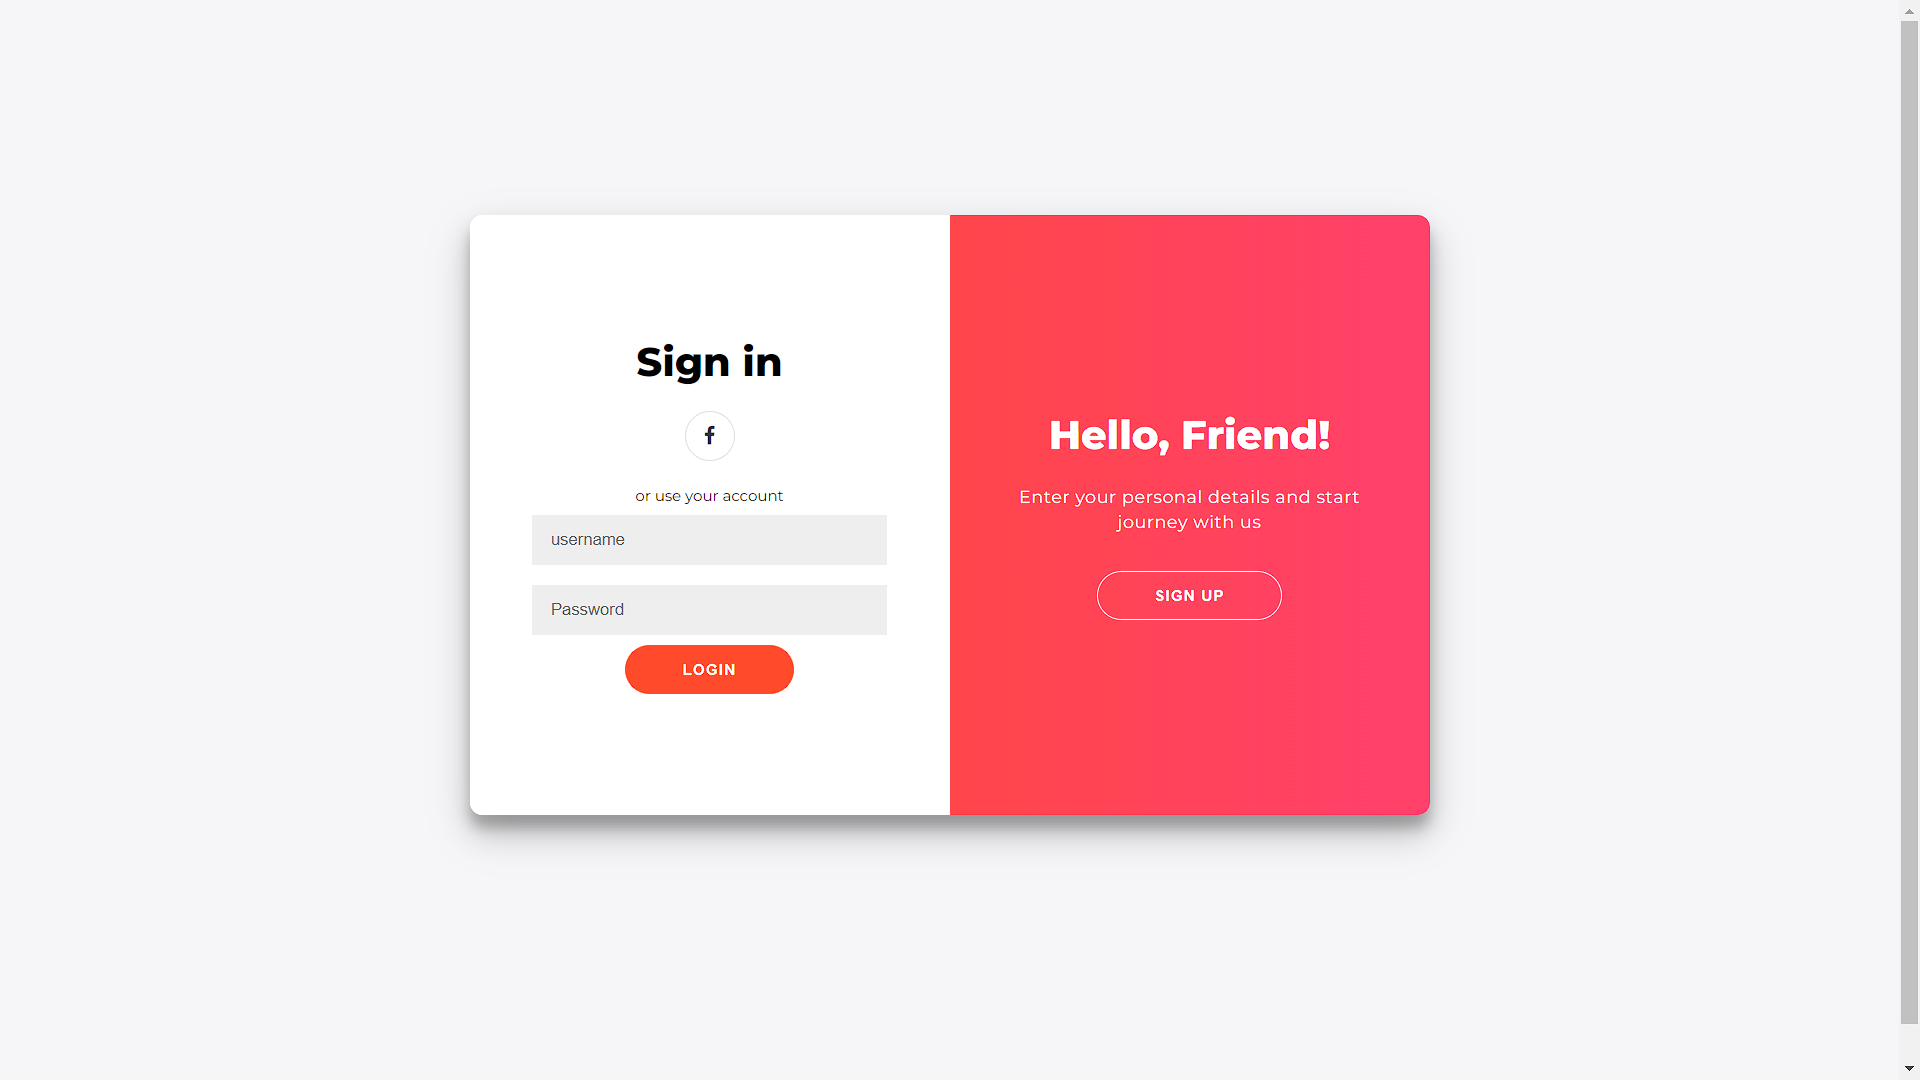 Sign in
or use your account
username
Password
LOGIN
Hello, Friend!
Enter your personal details and start
journey with us
SIGN UP